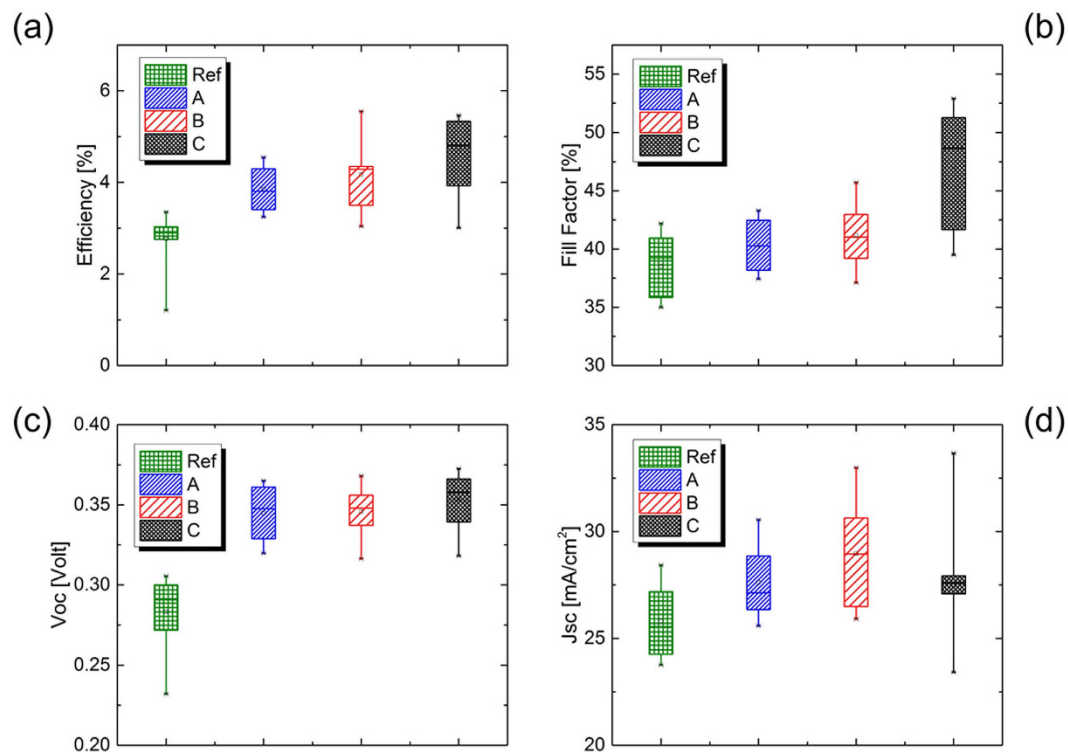 (a)
Efficiency [%]
6
4
2
0
Ref
A
B
C
(b)
Fill Factor [%]
55
50
45
40
35
30
Ref
A
B
C
(c)
Voc [Volt]
0.40
0.35
0.30
0.25
0.20
Ref
A
B
C
(d)
Jsc [mA/cm²]
35
30
25
20
Ref
A
B
C